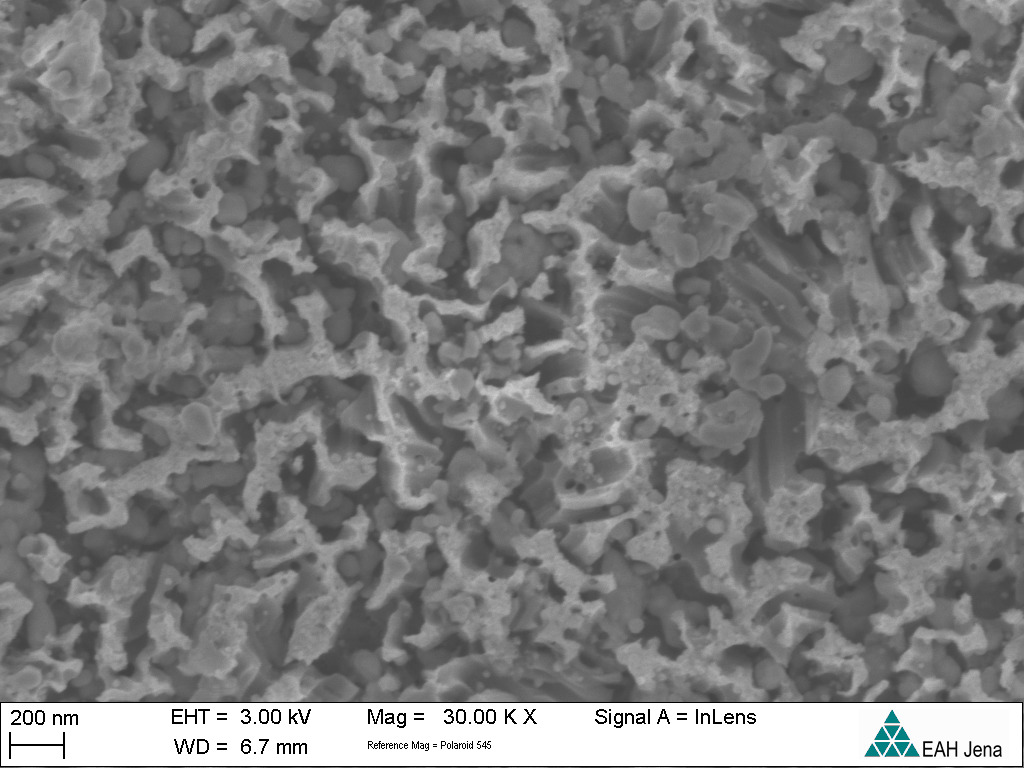 200 nm
EHT = 3.00 kV
Mag = 30.00 K X
Signal A = InLens
WD = 6.7 mm
Reference Mag = Polaroid 545
EAH Jena